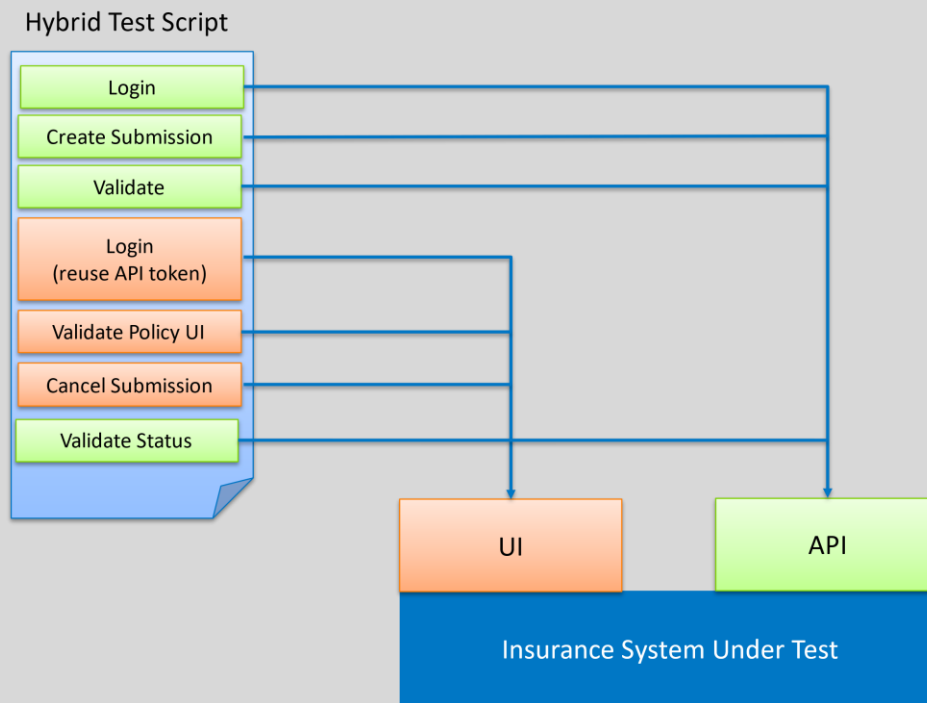 Hybrid Test Script
Login
Create Submission
Validate
Login
(reuse API token)
Validate Policy UI
Cancel Submission
Validate Status
UI
API
Insurance System Under Test